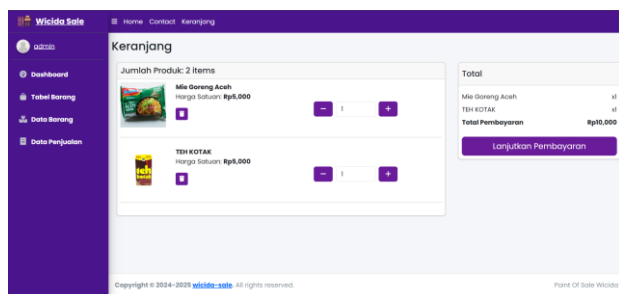 Wicida Sale
Home Contact Keranjang
admin
Dashboard
Tabel Barang
Data Barang
Data Penjualan
Keranjang
Jumlah Produk: 2 items
Mie Goreng Aceh
Harga Satuan: Rp5,000
- 1 +
TEH KOTAK
Harga Satuan: Rp5,000
- 1 +
teh
kotak
Total
Mie Goreng Aceh x1
TEH KOTAK x1
Total Pembayaran Rp10,000
Lanjutkan Pembayaran
Copyright © 2024-2025 wicida-sale. All rights reserved.
Point Of Sale Wicida